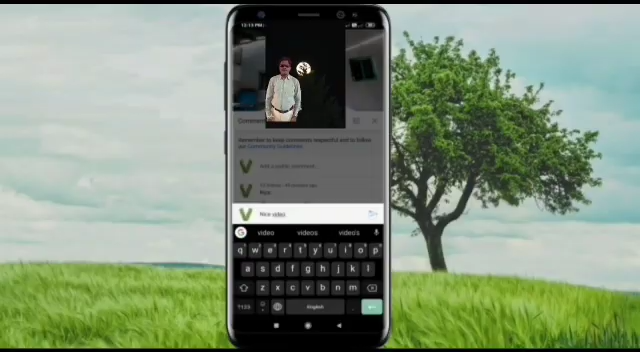 12:13 PM
Comments
Remember to keep comments respectful and to follow
our Community Guidelines
Add a public comment...
Nice
Nice video
video videos video's
q w e r t y u i o p
a s d f g h j k l
z x c v b n m
?123 English